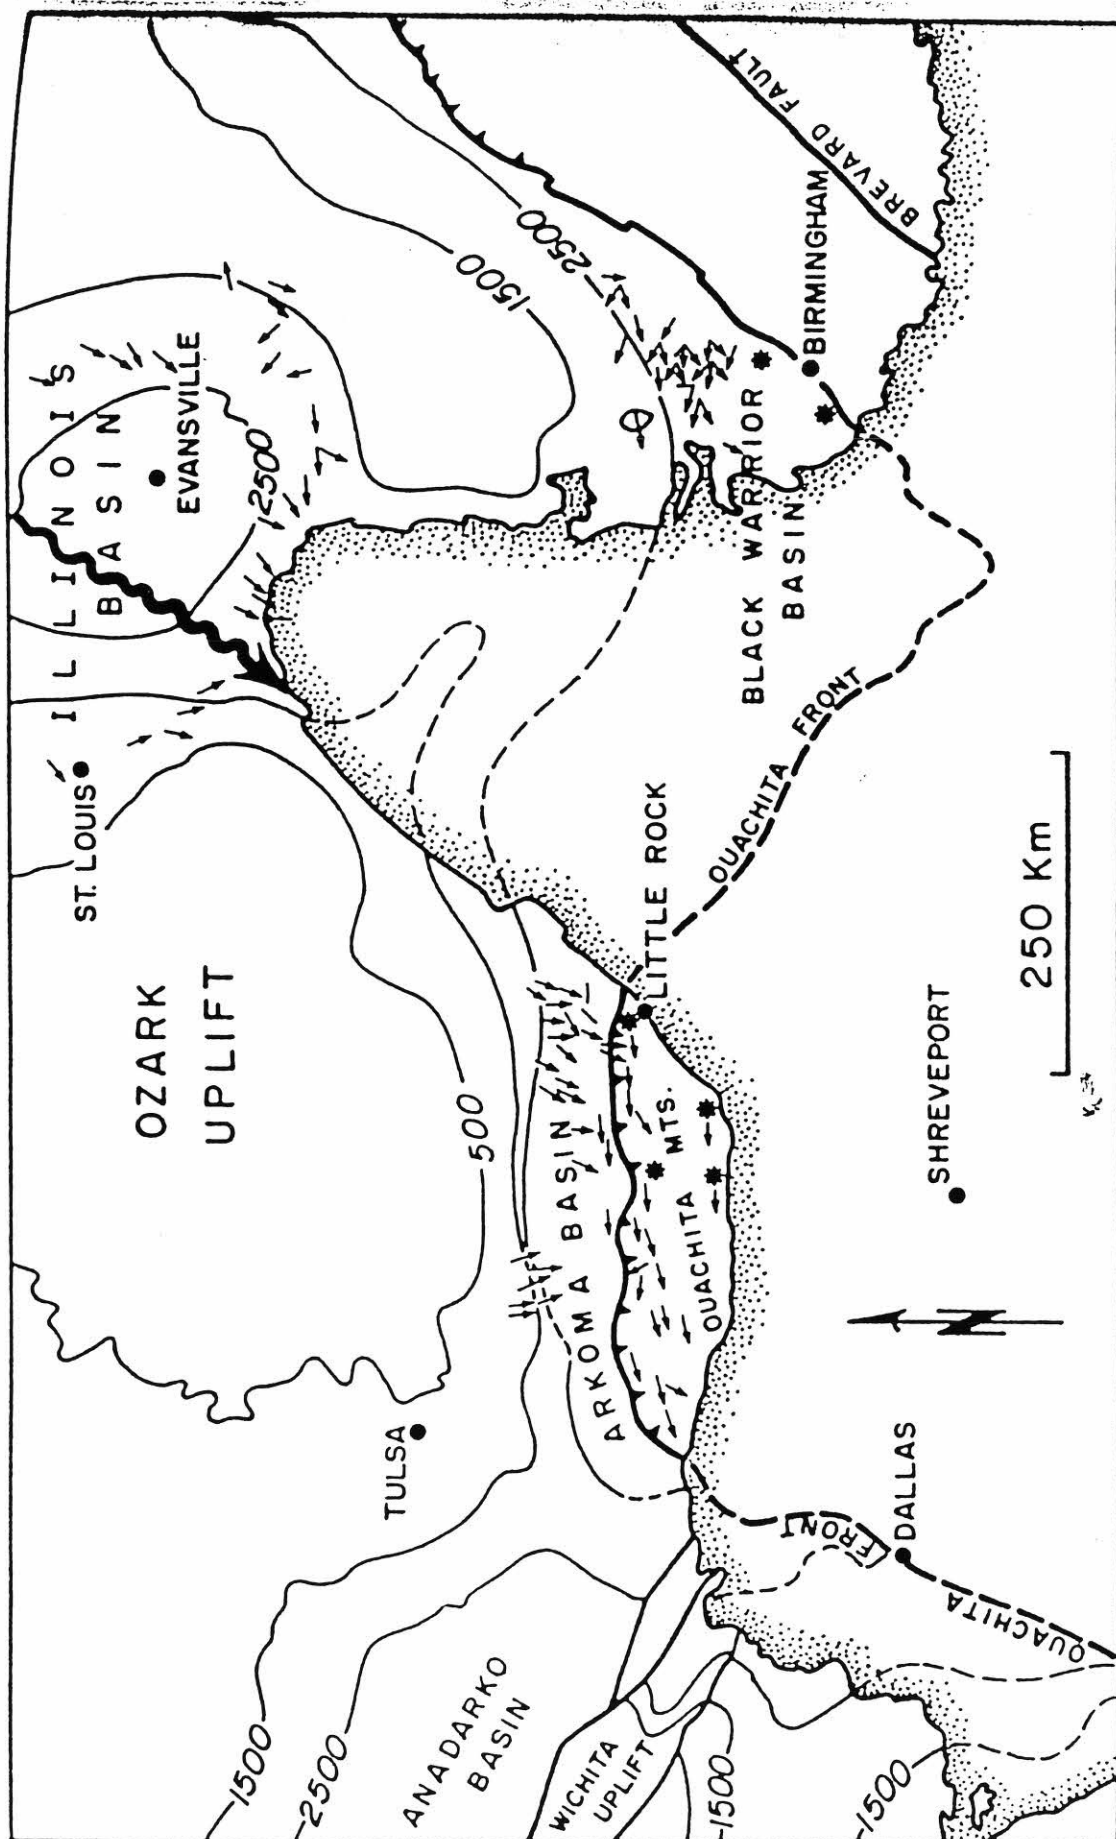 ILLINOIS
BASIN
EVANSVILLE
2500
ST. LOUIS
OZARK
UPLIFT
500
TULSA
1500
2500
ANADARKO
BASIN
WICHITA
UPLIFT
1500
1500
ARKOMA BASIN
OUACHITA
MTS.
LITTLE ROCK
1500
2500
BLACK WARRIOR
BASIN
BIRMINGHAM
BREVARD FAULT
OUACHITA FRONT
OUACHITA
FRONT
DALLAS
SHREVEPORT
N
250 Km